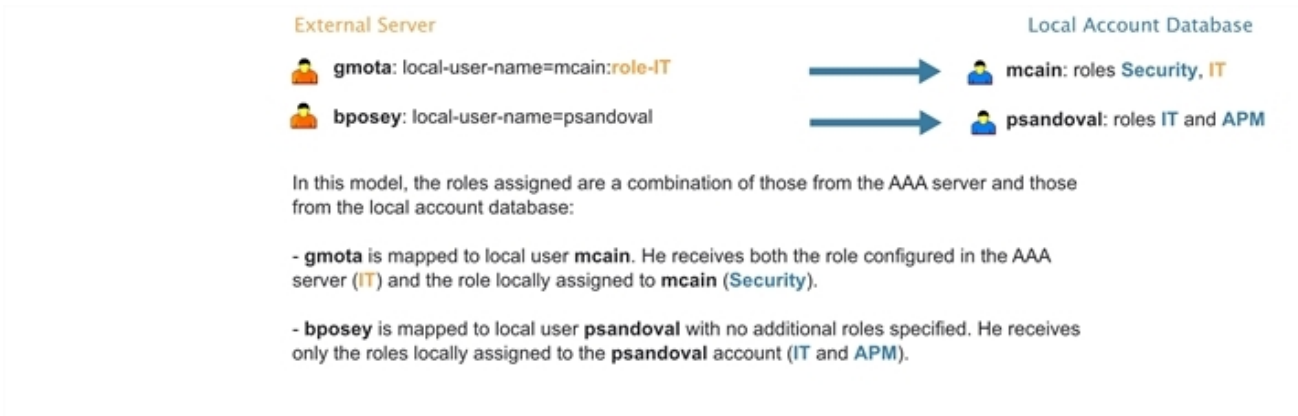 External Server
Local Account Database
gmota: local-user-name=mcain:role-IT
mcain: roles Security, IT
bposey: local-user-name=psandoval
psandoval: roles IT and APM
In this model, the roles assigned are a combination of those from the AAA server and those
from the local account database:
- gmota is mapped to local user mcain. He receives both the role configured in the AAA
server (IT) and the role locally assigned to mcain (Security).
- bposey is mapped to local user psandoval with no additional roles specified. He receives
only the roles locally assigned to the psandoval account (IT and APM).